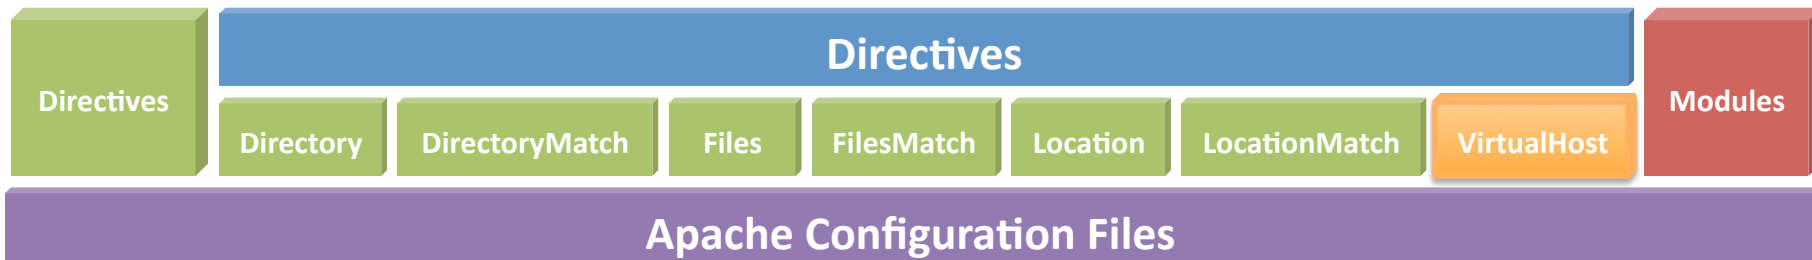 Directives
Directives
Modules
Directory
DirectoryMatch
Files
FilesMatch
Location
LocationMatch
VirtualHost
Apache Configuration Files